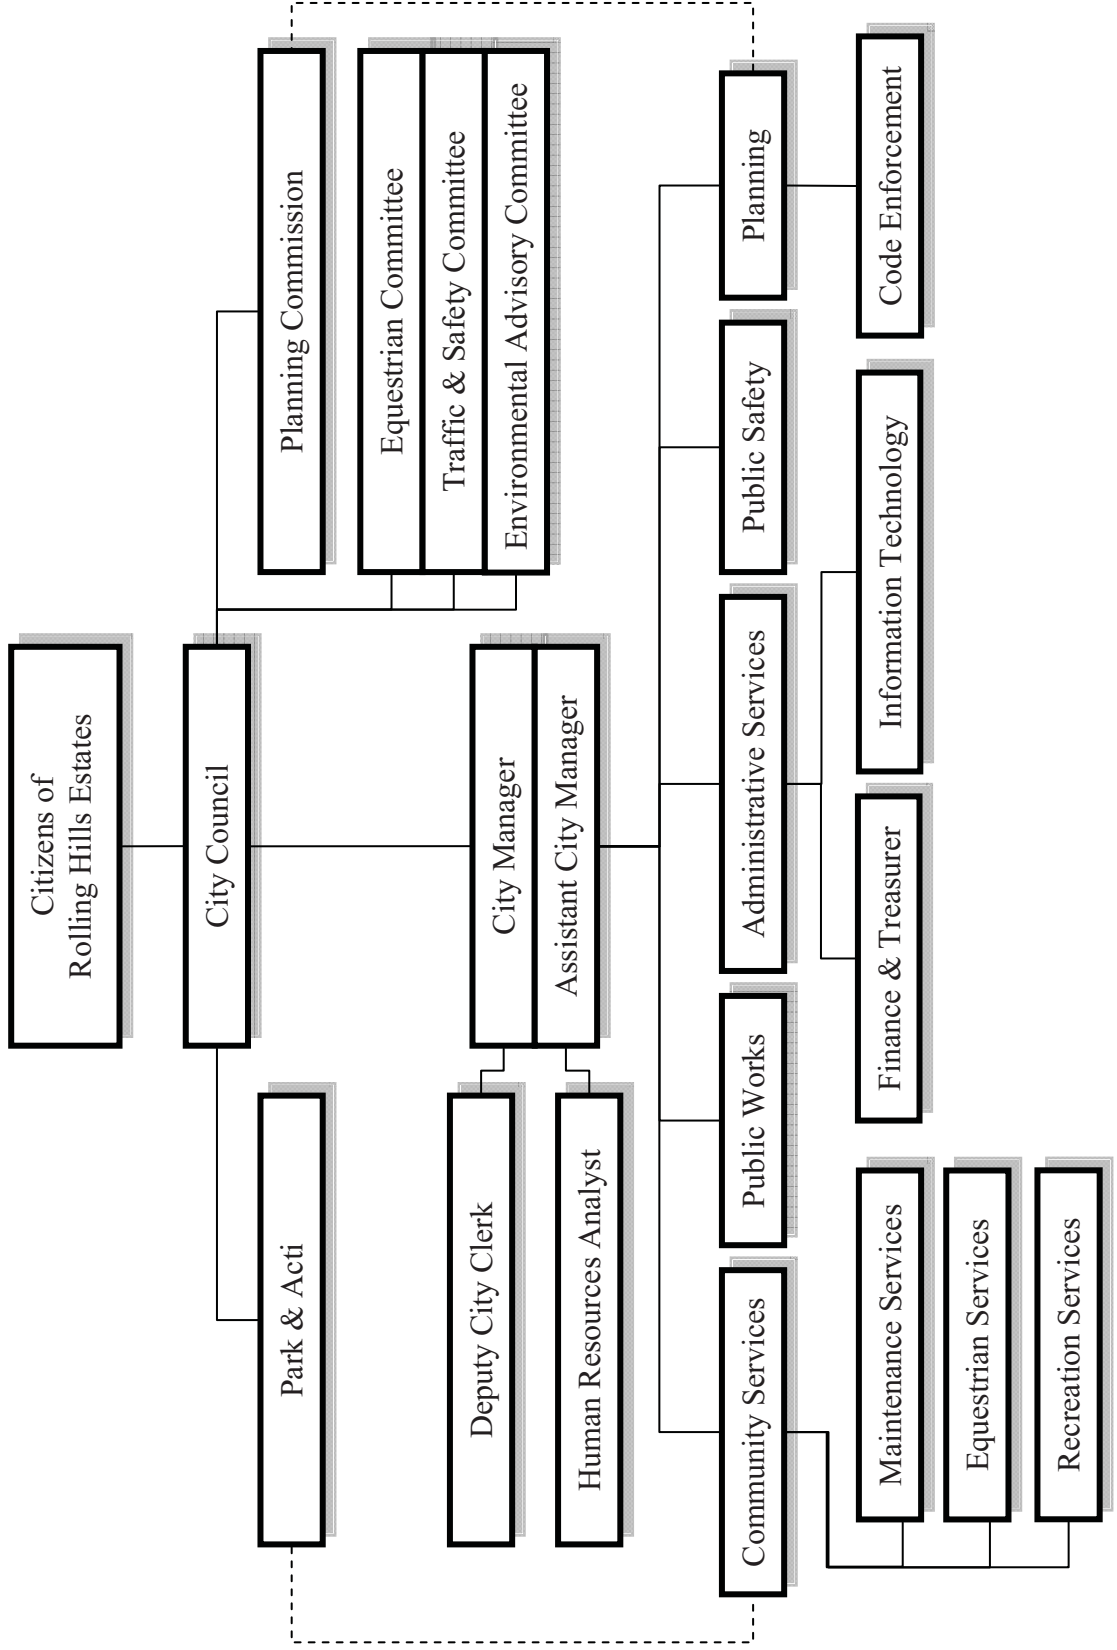 Citizens of
Rolling Hills Estates
City Council
Park & Acti
Planning Commission
Equestrian Committee
Traffic & Safety Committee
Environmental Advisory Committee
City Manager
Assistant City Manager
Deputy City Clerk
Human Resources Analyst
Community Services
Public Works
Administrative Services
Public Safety
Planning
Maintenance Services
Equestrian Services
Recreation Services
Finance & Treasurer
Information Technology
Code Enforcement